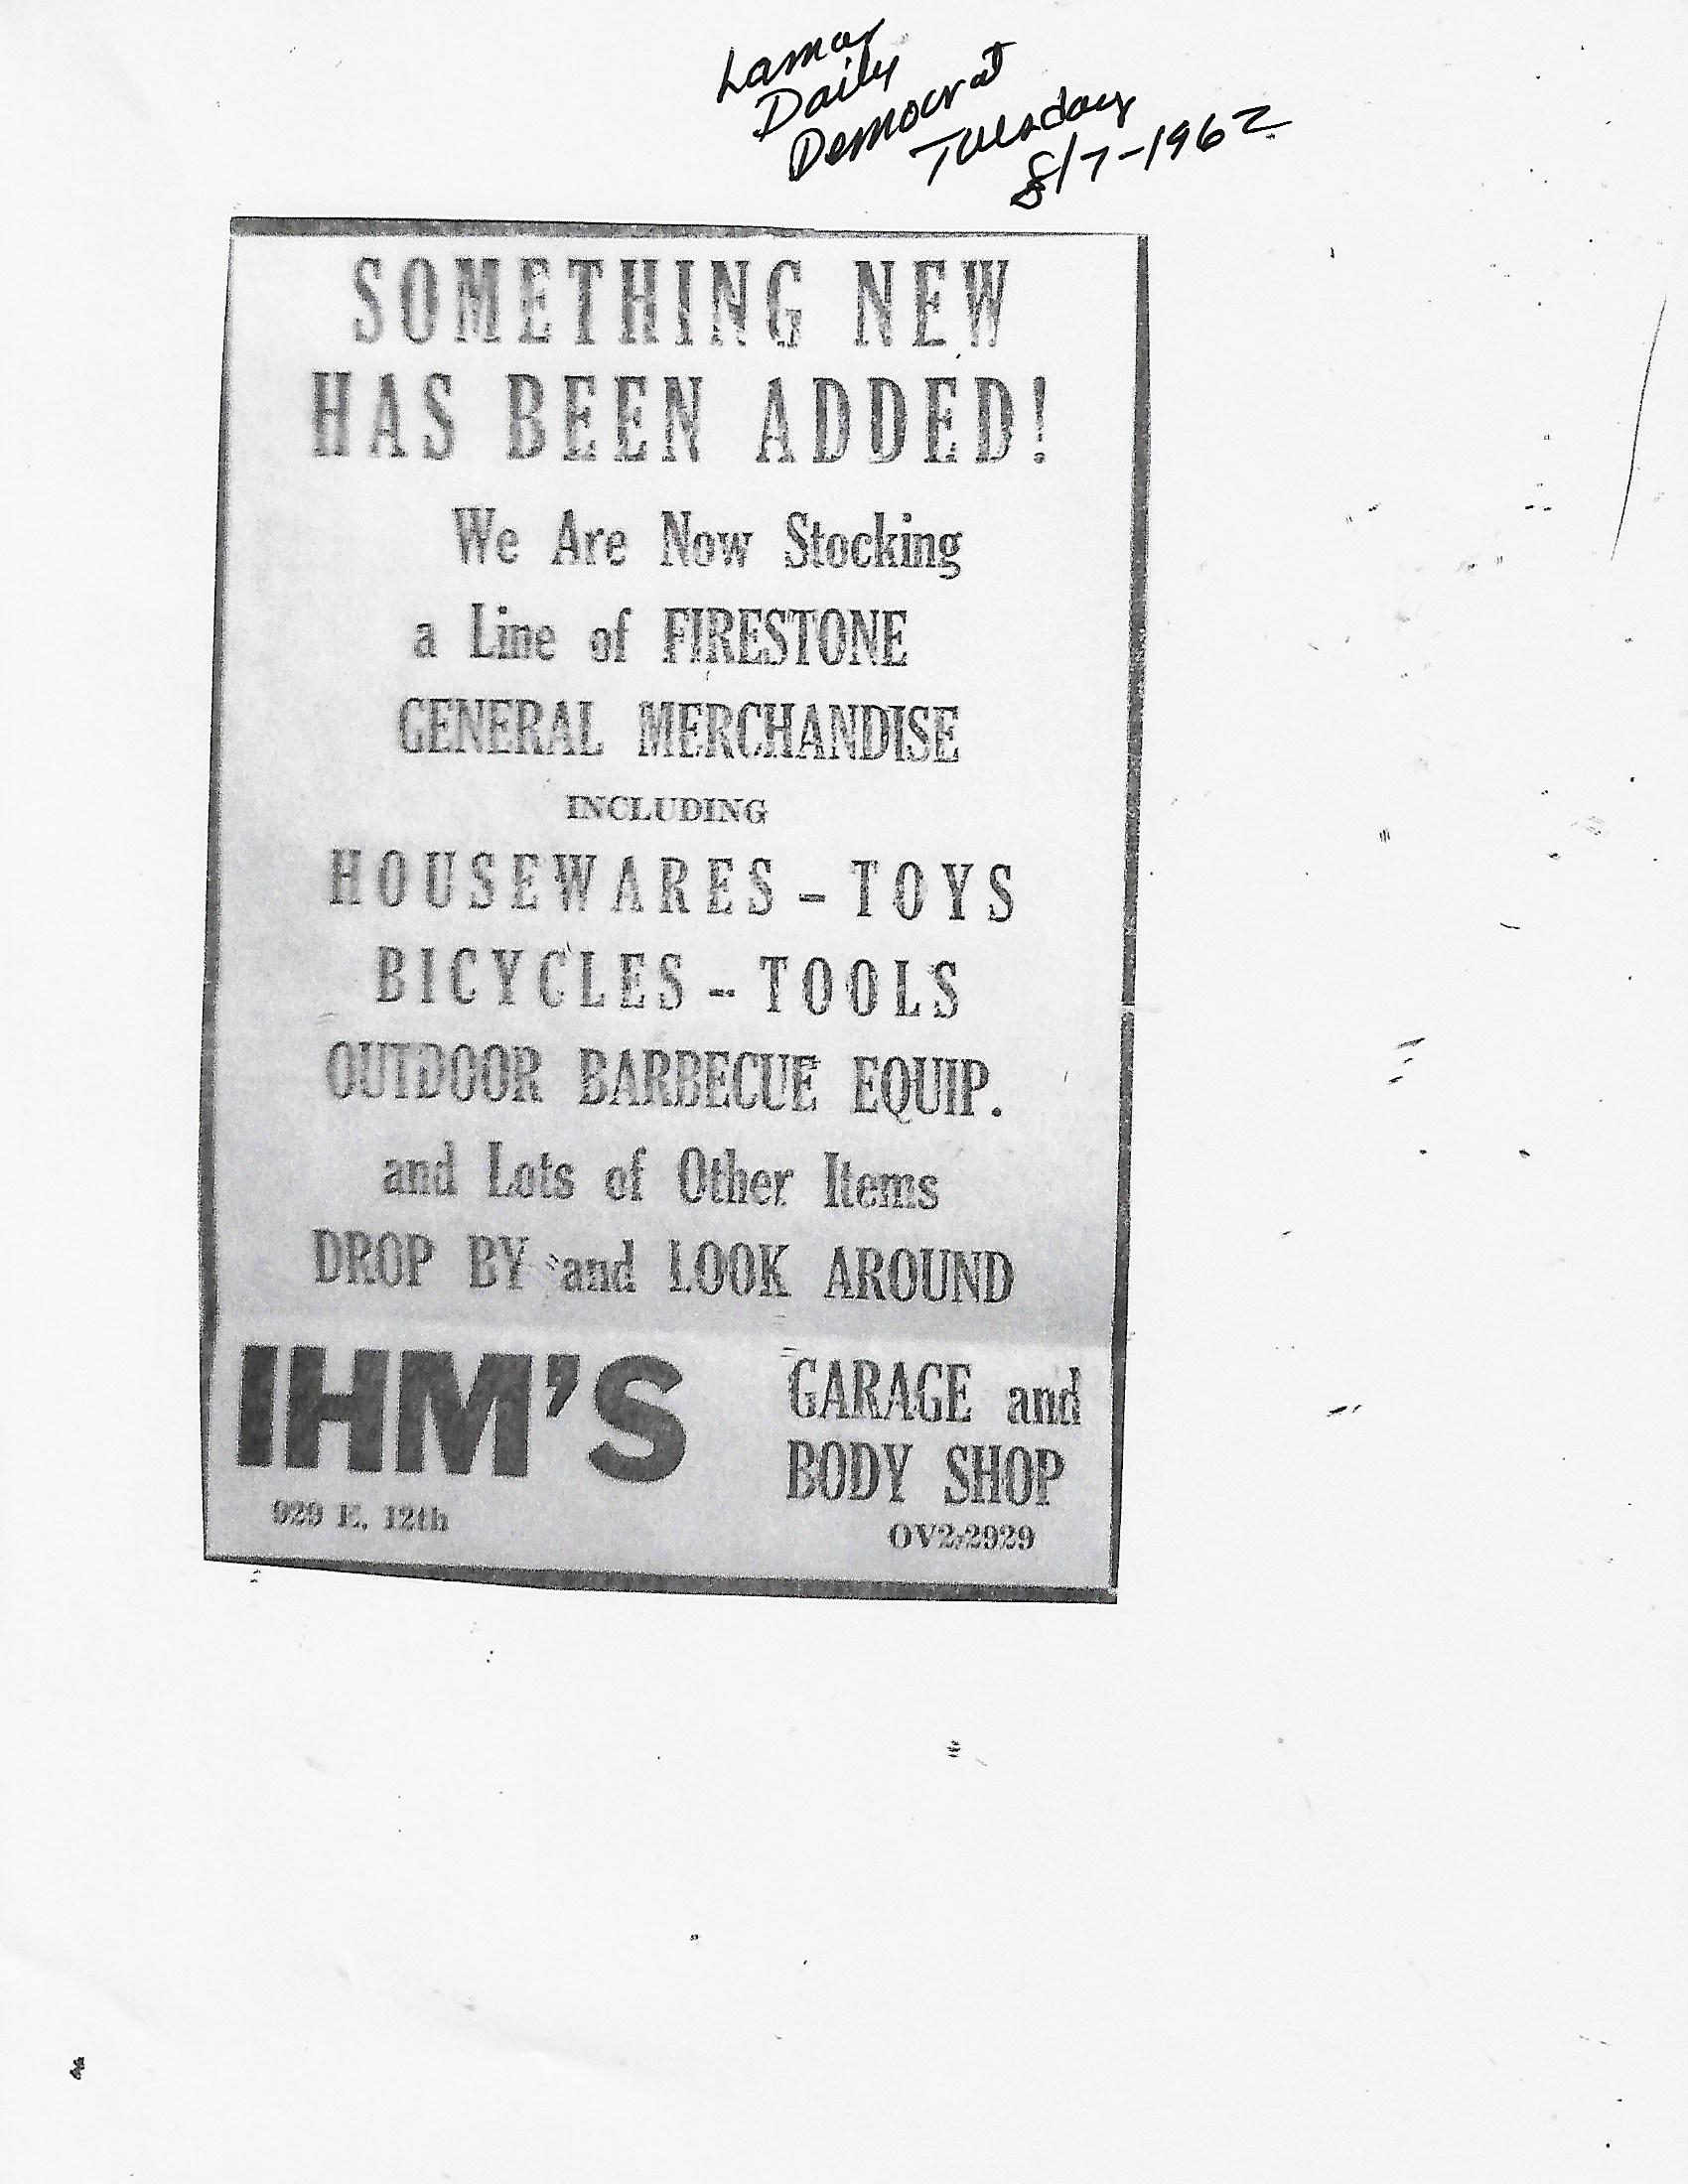 Lamar
Daily
Democrat
Tuesday
8/7-1962
SOMETHING NEW
HAS BEEN ADDED!
We Are Now Stocking
a Line of FIRESTONE
GENERAL MERCHANDISE
INCLUDING
HOUSEWARES - TOYS
BICYCLES - TOOLS
OUTDOOR BARBECUE EQUIP.
and Lots of Other Items
DROP BY and LOOK AROUND
IHM'S
GARAGE and
BODY SHOP
929 E. 12th
OV2-2929